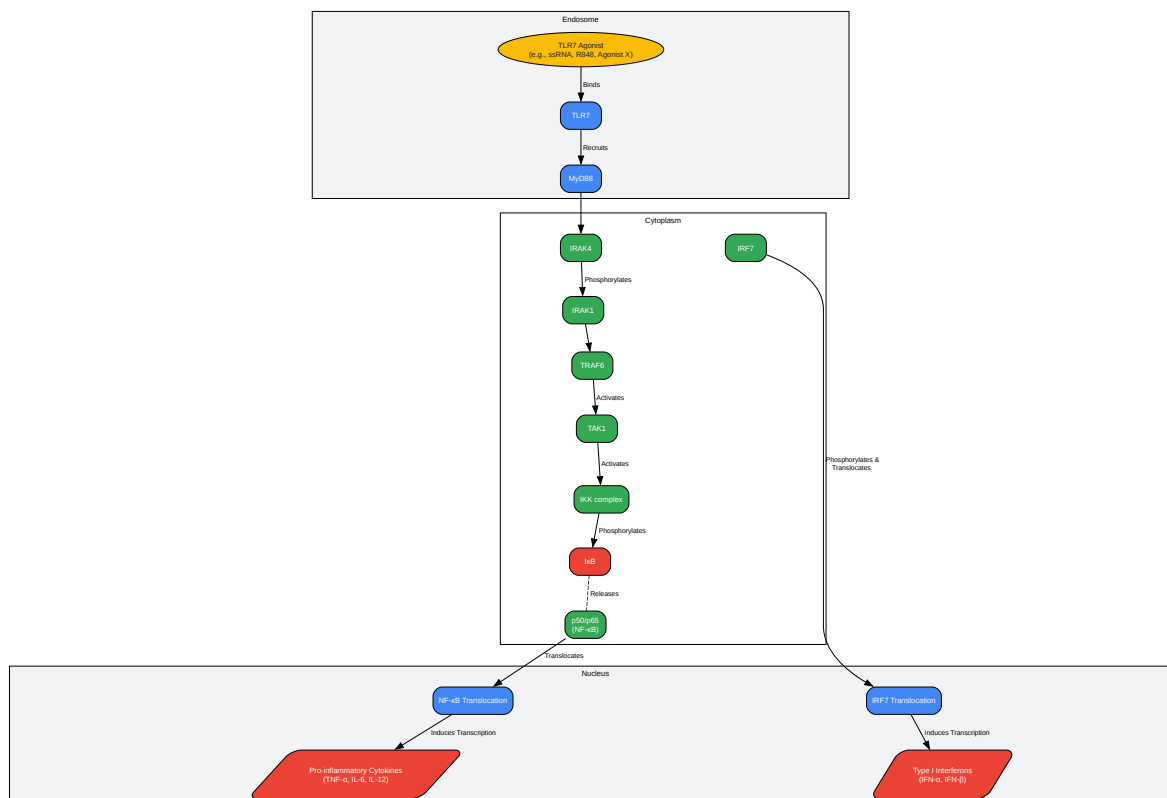 Endosome
TLR7 Agonist
(e.g., ssRNA, R848, Agonist X)
Binds
TLR7
Recruits
MyD88
Cytoplasm
IRAK4
IRF7
Phosphorylates
IRAK1
TRAF6
Activates
TAK1
Activates
Phosphorylates &
Translocates
IKK complex
Phosphorylates
IκB
Releases
p50/p65
(NF-κB)
Translocates
Nucleus
NF-κB Translocation
IRF7 Translocation
Induces Transcription
Induces Transcription
Pro-inflammatory Cytokines
(TNF-α, IL-6, IL-12)
Type I Interferons
(IFN-α, IFN-β)